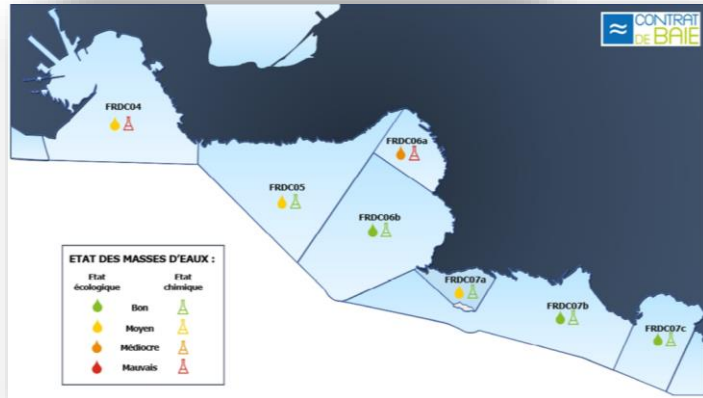 CONTRAT
DE BAIE
FRDC04
FRDC06a
FRDC05
FRDC06b
FRDC07a
FRDC07b
FRDC07c
ETAT DES MASSES D'EAUX :
Etat écologique
Etat chimique
Bon
Moyen
Médiocre
Mauvais